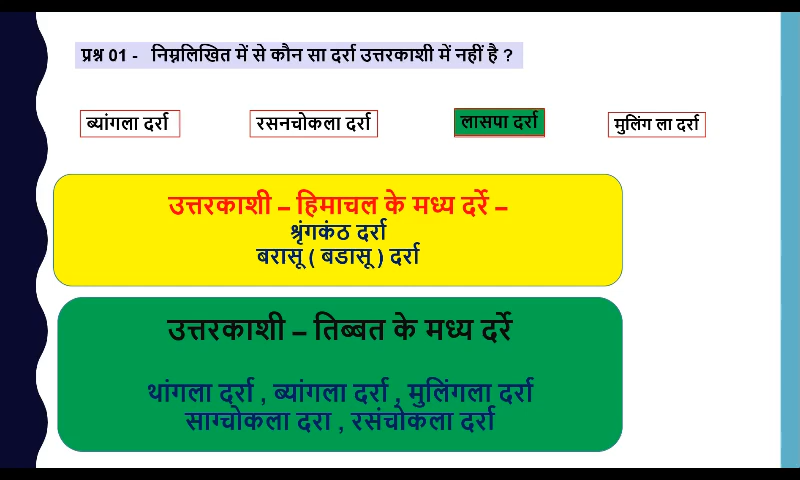 प्रश्न 01 - निम्नलिखित में से कौन सा दर्रा उत्तरकाशी में नहीं है ?
ब्यांगला दर्रा रसनचोकला दर्रा लासपा दर्रा मुलिंग ला दर्रा
उत्तरकाशी – हिमाचल के मध्य दर्रे –
श्रृंगकंठ दर्रा
बरासू ( बडासू ) दर्रा
उत्तरकाशी – तिब्बत के मध्य दर्रे
थांगला दर्रा , ब्यांगला दर्रा , मुलिंगला दर्रा
साग्चोकला दरा , रसंचोकला दर्रा